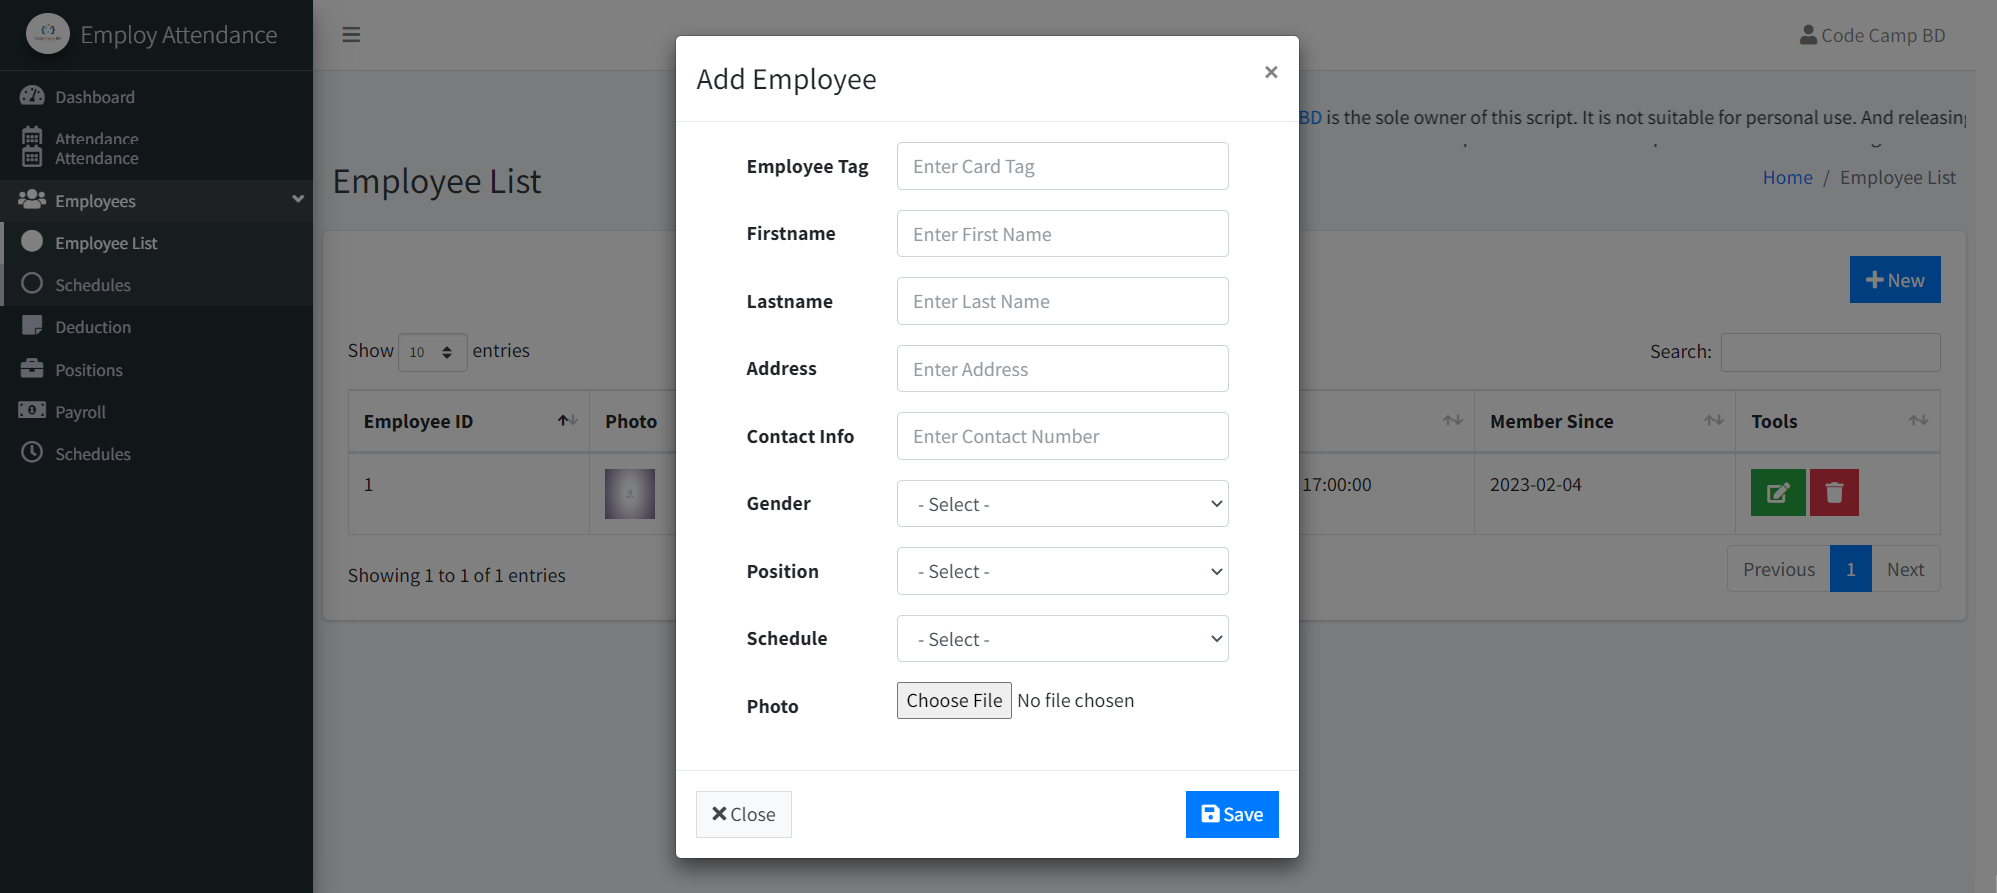 Employ Attendance
Code Camp BD
Dashboard
Attendance
Attendance
Employees
Employee List
Schedules
Deduction
Positions
Payroll
Schedules
BD is the sole owner of this script. It is not suitable for personal use. And releasing
Employee List
Home / Employee List
New
Show 10 entries
Search:
Employee ID Photo Member Since Tools
1 17:00:00 2023-02-04
Showing 1 to 1 of 1 entries
Previous 1 Next
Add Employee
×
Employee Tag Enter Card Tag
Firstname Enter First Name
Lastname Enter Last Name
Address Enter Address
Contact Info Enter Contact Number
Gender - Select -
Position - Select -
Schedule - Select -
Photo Choose File No file chosen
Close
Save